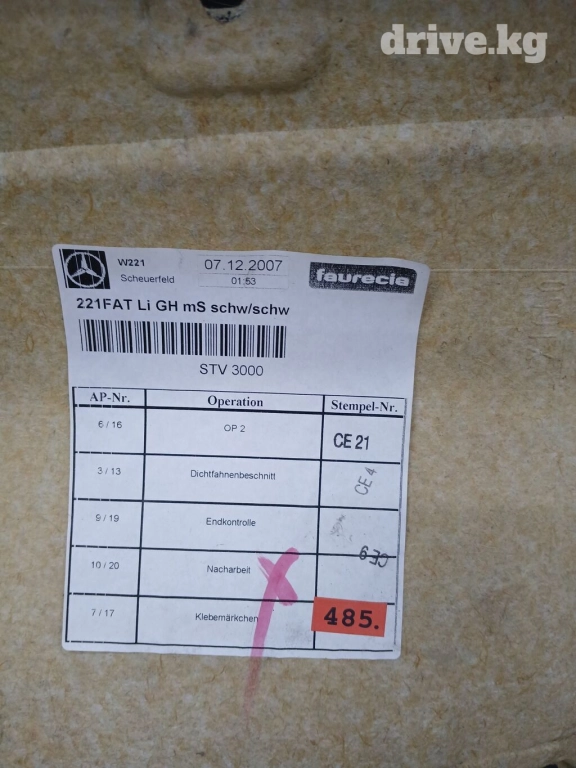 drive.kg
W221 07.12.2007 faurecia
Scheuerfeld 01:53
221FAT Li GH mS schw/schw
STV 3000
AP-Nr. Operation Stempel-Nr.
6 / 16 OP 2 CE 21
3 / 13 Dichtfahnenbeschnitt CE 4
9 / 19 Endkontrolle
CE 9
10 / 20 Nacharbeit
7 / 17 Klebemärkchen 485.